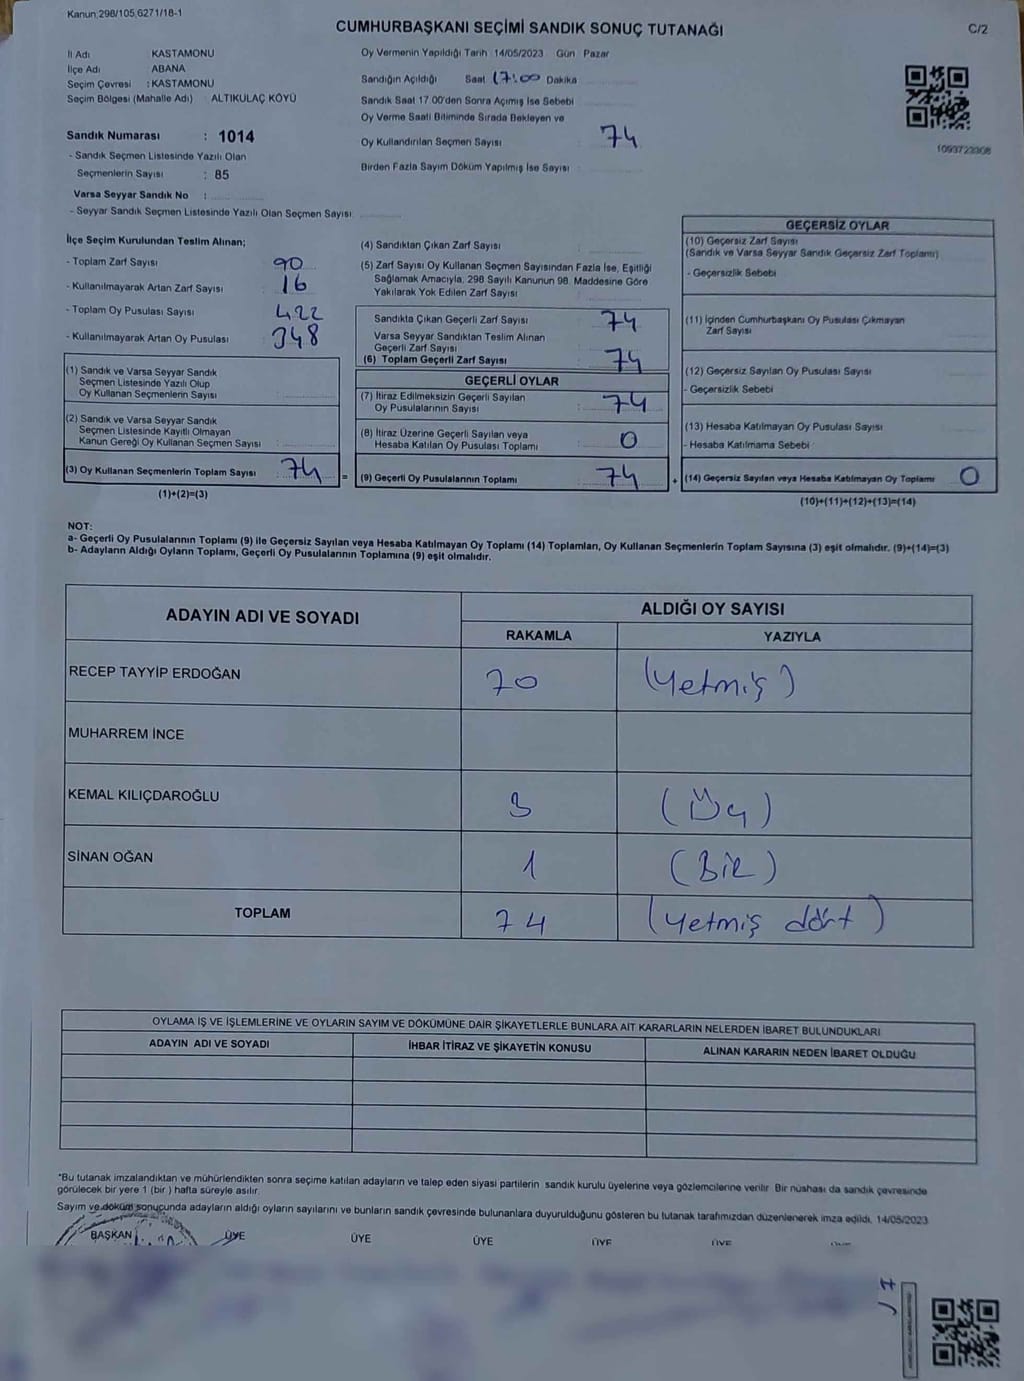 Kanun;298/105,6271/18-1
CUMHURBAŞKANI SEÇİMİ SANDIK SONUÇ TUTANAĞI
C/2
İl Adı KASTAMONU
İlçe Adı ABANA
Seçim Çevresi : KASTAMONU
Seçim Bölgesi (Mahalle Adı) ALTIKULAÇ KÖYÜ
Oy Vermenin Yapıldığı Tarih 14/05/2023 Gün Pazar
Sandığın Açıldığı Saat 17:00 Dakika
Sandık Saat 17.00'den Sonra Açımış İse Sebebi
Oy Verme Saati Bitiminde Sırada Bekleyen ve
Oy Kullandırılan Seçmen Sayısı : 74
Birden Fazla Sayım Döküm Yapılmış İse Sayısı :
1093723308
Sandık Numarası : 1014
- Sandık Seçmen Listesinde Yazılı Olan
Seçmenlerin Sayısı : 85
Varsa Seyyar Sandık No :
- Seyyar Sandık Seçmen Listesinde Yazılı Olan Seçmen Sayısı:
İlçe Seçim Kurulundan Teslim Alınan;
- Toplam Zarf Sayısı 90
- Kullanılmayarak Artan Zarf Sayısı 16
- Toplam Oy Pusulası Sayısı 422
- Kullanılmayarak Artan Oy Pusulası 348
(1) Sandık ve Varsa Seyyar Sandık
Seçmen Listesinde Yazılı Olup
Oy Kullanan Seçmenlerin Sayısı :
(2) Sandık ve Varsa Seyyar Sandık
Seçmen Listesinde Kayıtlı Olmayan
Kanun Gereği Oy Kullanan Seçmen Sayısı :
(3) Oy Kullanan Seçmenlerin Toplam Sayısı : 74 =
(1)+(2)=(3)
(4) Sandıktan Çıkan Zarf Sayısı :
(5) Zarf Sayısı Oy Kullanan Seçmen Sayısından Fazla İse, Eşitliği
Sağlamak Amacıyla, 298 Sayılı Kanunun 98. Maddesine Göre
Yakılarak Yok Edilen Zarf Sayısı :
Sandıkta Çıkan Geçerli Zarf Sayısı : 74
Varsa Seyyar Sandıktan Teslim Alınan
Geçerli Zarf Sayısı :
(6) Toplam Geçerli Zarf Sayısı : 74
GEÇERLİ OYLAR
(7) İtiraz Edilmeksizin Geçerli Sayılan
Oy Pusulalarının Sayısı : 74
(8) İtiraz Üzerine Geçerli Sayılan veya
Hesaba Katılan Oy Pusulası Toplamı : 0
(9) Geçerli Oy Pusulalarının Toplamı : 74 +
GEÇERSİZ OYLAR
(10) Geçersiz Zarf Sayısı
(Sandık ve Varsa Seyyar Sandık Geçersiz Zarf Toplamı)
- Geçersizlik Sebebi
(11) İçinden Cumhurbaşkanı Oy Pusulası Çıkmayan
Zarf Sayısı
(12) Geçersiz Sayılan Oy Pusulası Sayısı
- Geçersizlik Sebebi
(13) Hesaba Katılmayan Oy Pusulası Sayısı
- Hesaba Katılmama Sebebi :
(14) Geçersiz Sayılan veya Hesaba Katılmayan Oy Toplamı 0
(10)+(11)+(12)+(13)=(14)
NOT:
a- Geçerli Oy Pusulalarının Toplamı (9) ile Geçersiz Sayılan veya Hesaba Katılmayan Oy Toplamı (14) Toplamları, Oy Kullanan Seçmenlerin Toplam Sayısına (3) eşit olmalıdır. (9)+(14)=(3)
b- Adayların Aldığı Oyların Toplamı, Geçerli Oy Pusulalarının Toplamına (9) eşit olmalıdır.
ADAYIN ADI VE SOYADI
ALDIĞI OY SAYISI
RAKAMLA YAZIYLA
RECEP TAYYİP ERDOĞAN 70 (Yetmiş)
MUHARREM İNCE
KEMAL KILIÇDAROĞLU 3 (Üç)
SİNAN OĞAN 1 (Bir)
TOPLAM 74 (Yetmiş dört)
OYLAMA İŞ VE İŞLEMLERİNE VE OYLARIN SAYIM VE DÖKÜMÜNE DAİR ŞİKAYETLERLE BUNLARA AİT KARARLARIN NELERDEN İBARET BULUNDUKLARI
ADAYIN ADI VE SOYADI İHBAR İTİRAZ VE ŞİKAYETİN KONUSU ALINAN KARARIN NEDEN İBARET OLDUĞU
*Bu tutanak imzalandıktan ve mühürlendikten sonra seçime katılan adayların ve talep eden siyasi partilerin sandık kurulu üyelerine veya gözlemcilerine verilir. Bir nüshası da sandık çevresinde
görülecek bir yere 1 (bir ) hafta süreyle asılır.
Sayım ve döküm sonucunda adayların aldığı oyların sayılarını ve bunların sandık çevresinde bulunanlara duyurulduğunu gösteren bu tutanak tarafımızdan düzenlenerek imza edildi. 14/05/2023
BAŞKAN ÜYE ÜYE ÜYE ÜYE ÜYE